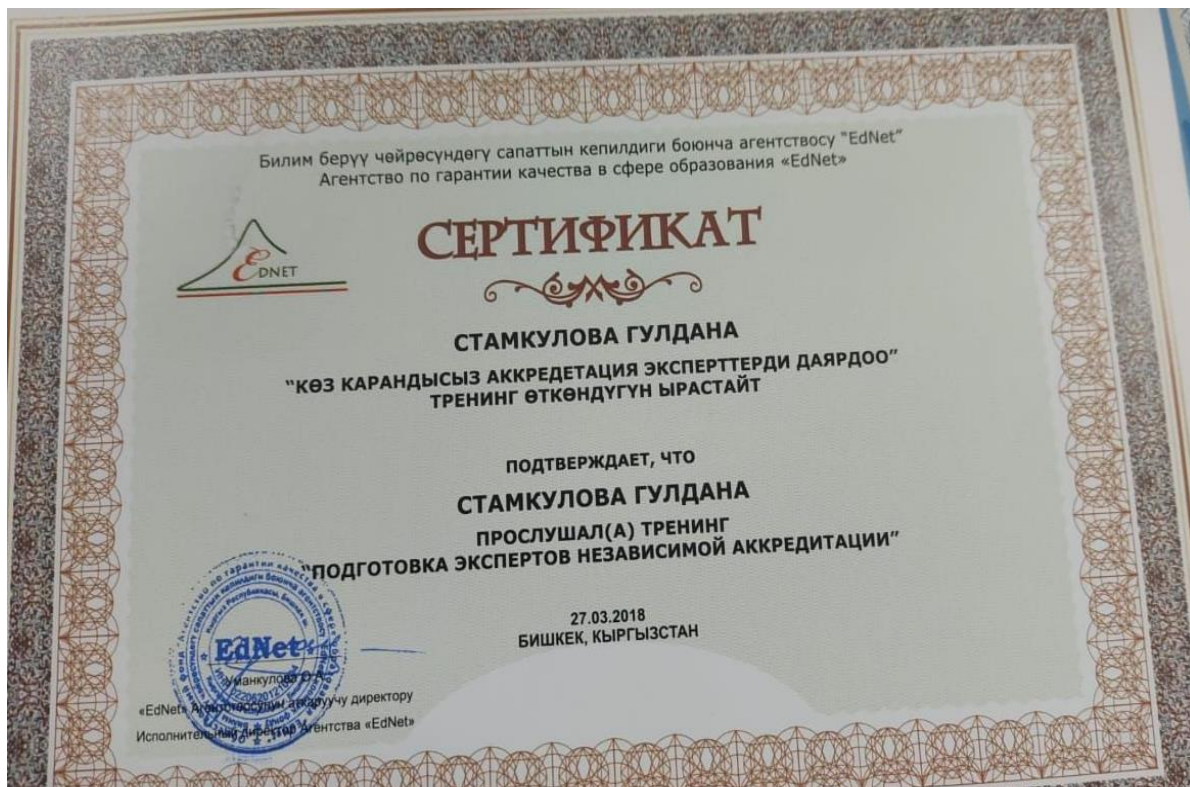 Билим берүү чөйрөсүндөгү сапаттын кепилдиги боюнча агентствосу "EdNet"
Агентство по гарантии качества в сфере образования «EdNet»
EDNET
СЕРТИФИКАТ
СТАМКУЛОВА ГУЛДАНА
"КӨЗ КАРАНДЫСЫЗ АККРЕДЕТАЦИЯ ЭКСПЕРТТЕРДИ ДАЯРДОО"
ТРЕНИНГ ӨТКӨНДҮГҮН ЫРАСТАЙТ
ПОДТВЕРЖДАЕТ, ЧТО
СТАМКУЛОВА ГУЛДАНА
ПРОСЛУШАЛ(А) ТРЕНИНГ
"ПОДГОТОВКА ЭКСПЕРТОВ НЕЗАВИСИМОЙ АККРЕДИТАЦИИ"
27.03.2018
БИШКЕК, КЫРГЫЗСТАН
EdNet
Уманкулова О.А.
«EdNet» Агентствосунун аткаруучу директору
Исполнительный директор Агентства «EdNet»